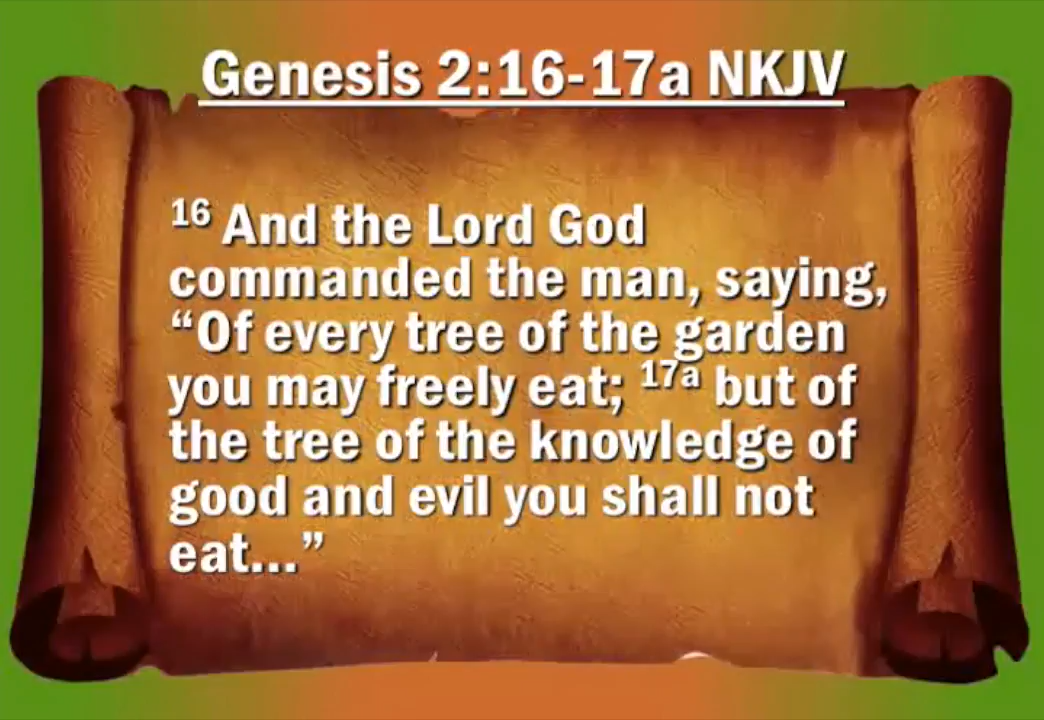 Genesis 2:16-17a NKJV
16 And the Lord God
commanded the man, saying,
“Of every tree of the garden
you may freely eat; 17a but of
the tree of the knowledge of
good and evil you shall not
eat...”